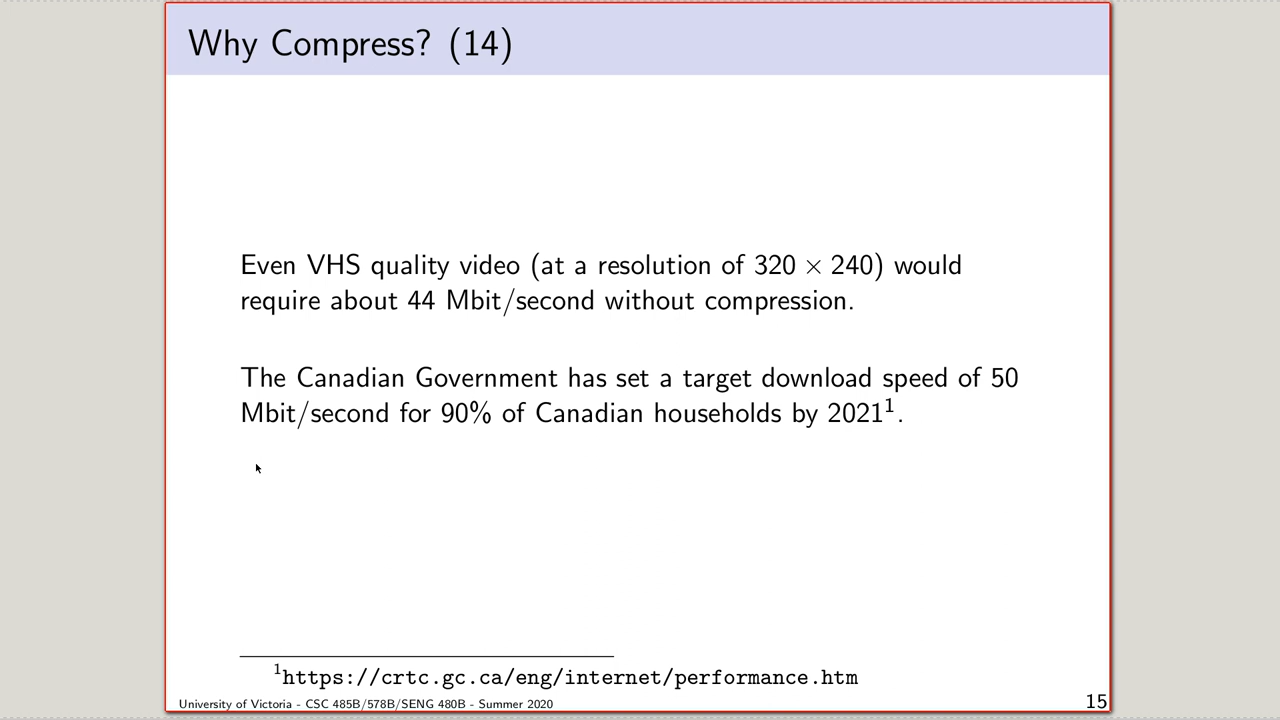 Why Compress? (14)
Even VHS quality video (at a resolution of 320 × 240) would
require about 44 Mbit/second without compression.
The Canadian Government has set a target download speed of 50
Mbit/second for 90% of Canadian households by 2021¹.
¹https://crtc.gc.ca/eng/internet/performance.htm
University of Victoria - CSC 485B/578B/SENG 480B - Summer 2020
15